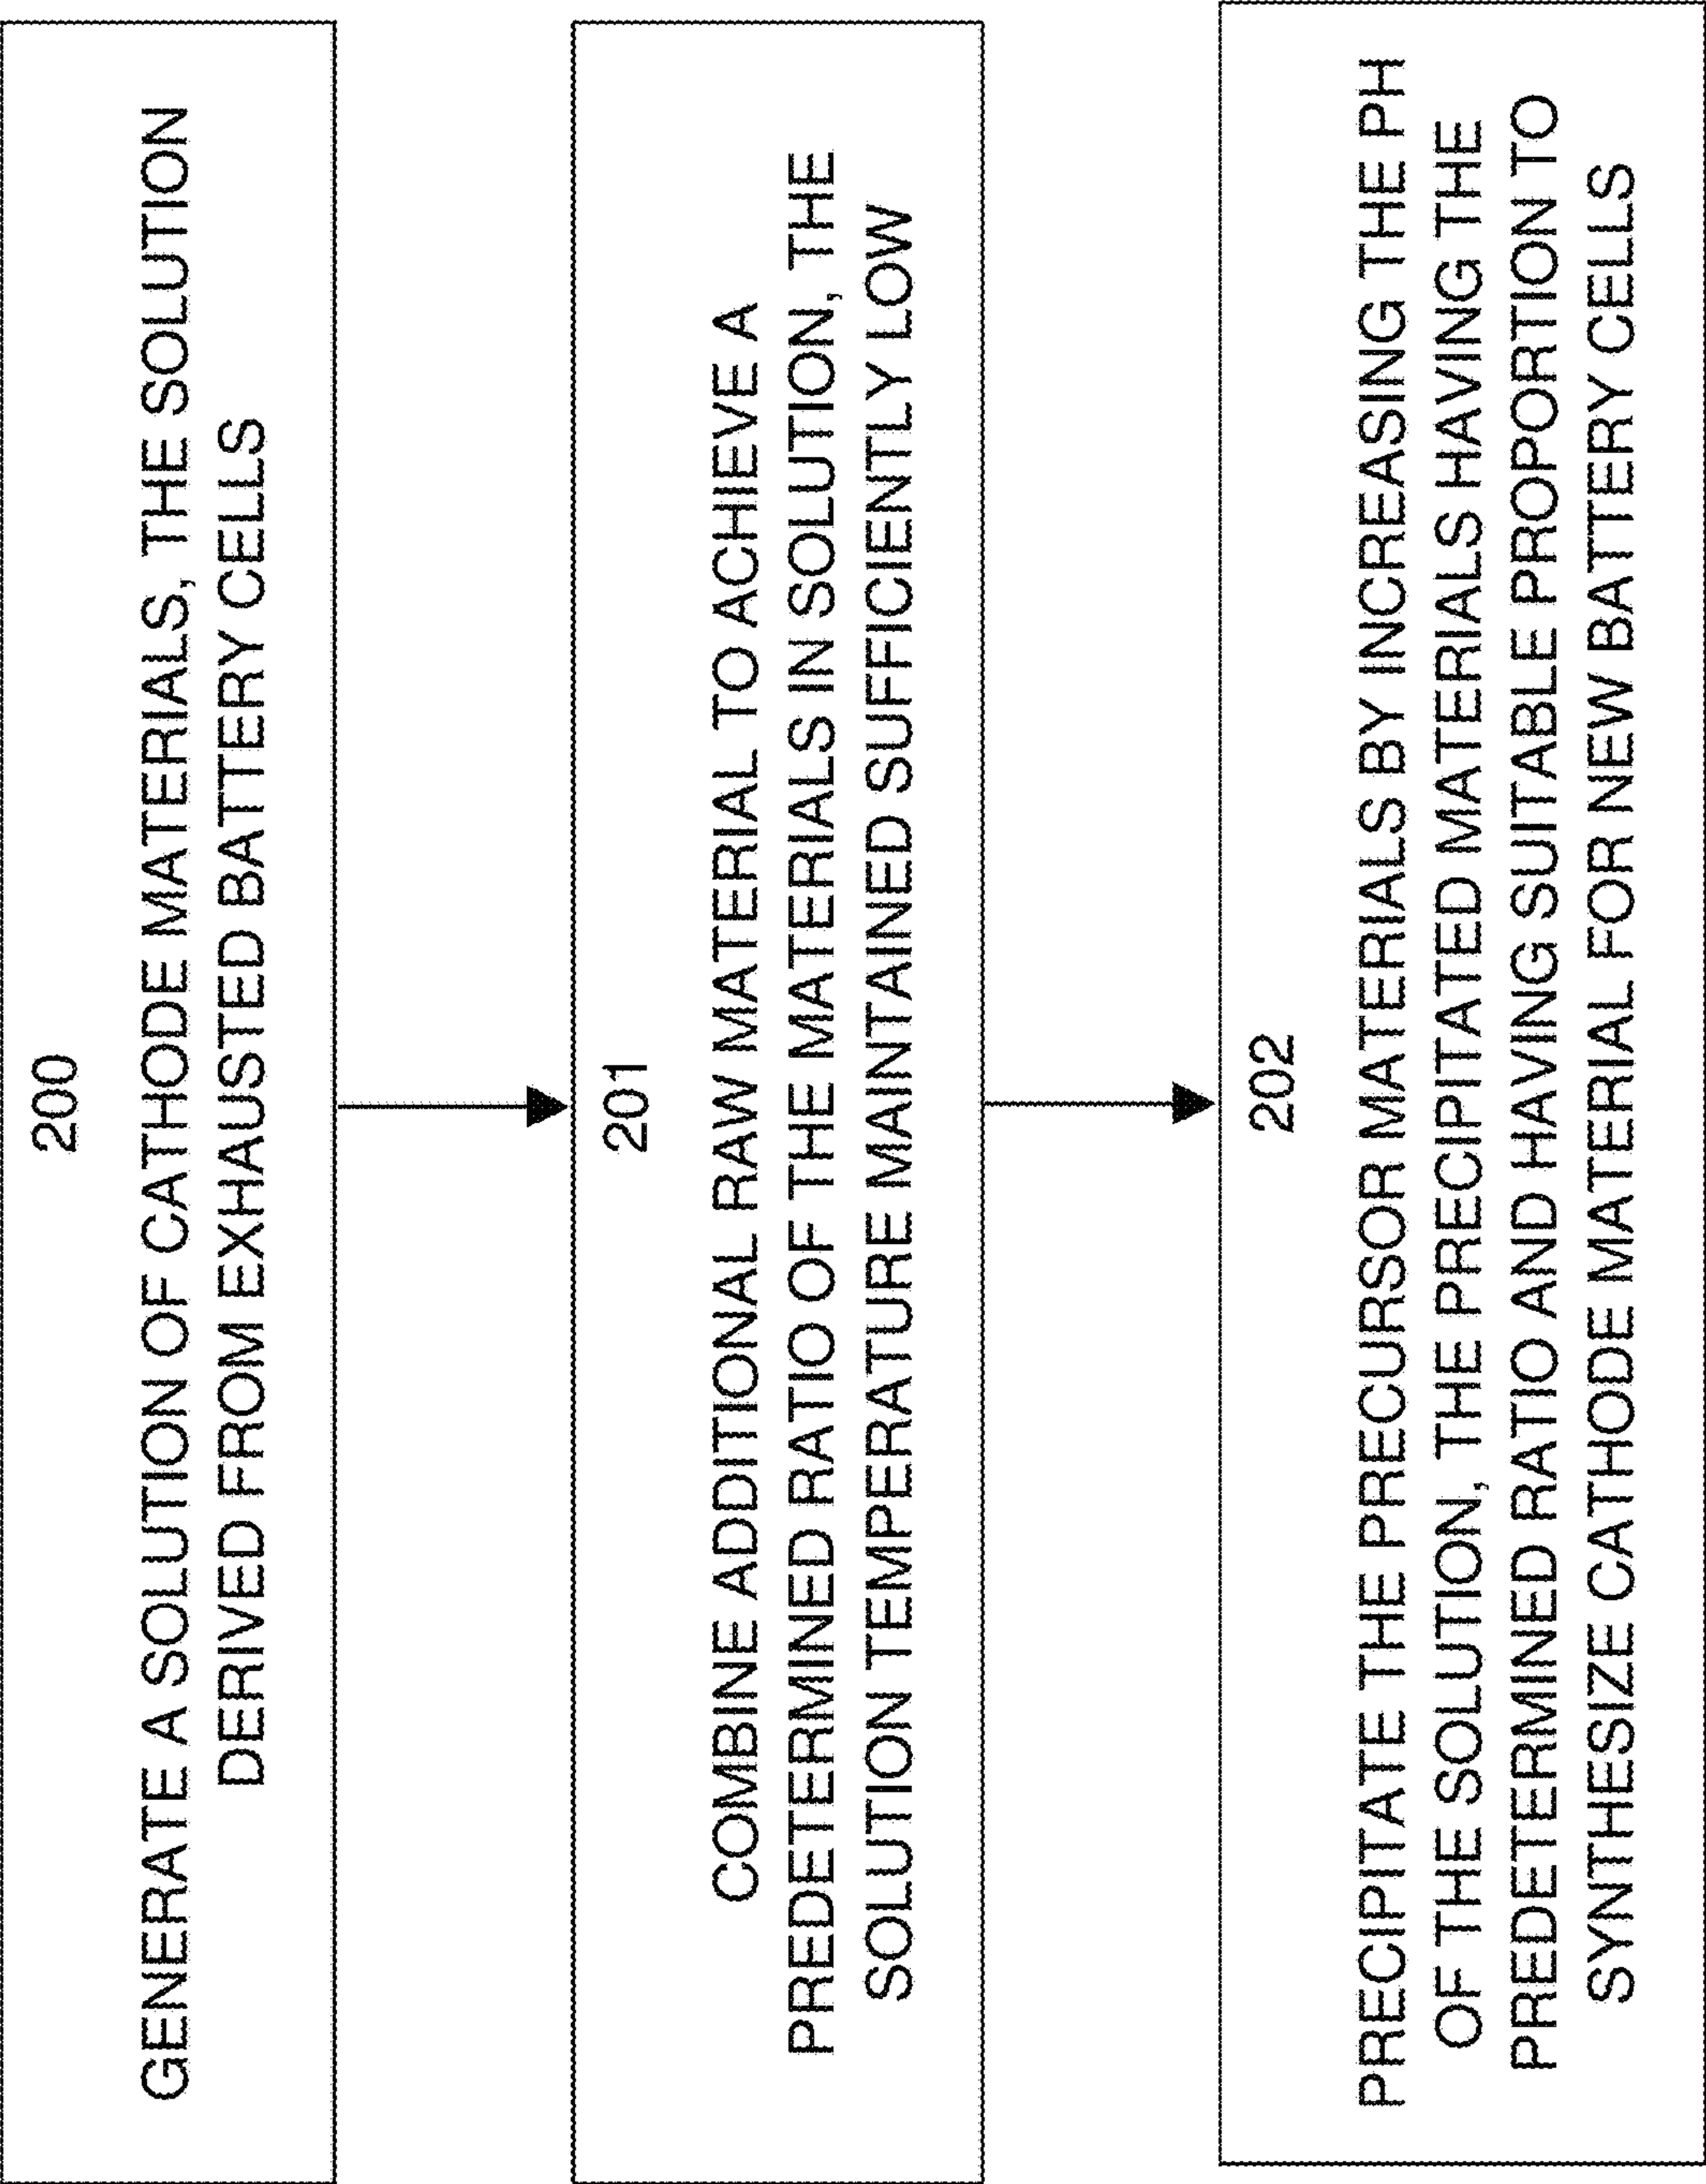 200
GENERATE A SOLUTION OF CATHODE MATERIALS, THE SOLUTION
DERIVED FROM EXHAUSTED BATTERY CELLS
201
COMBINE ADDITIONAL RAW MATERIAL TO ACHIEVE A
PREDETERMINED RATIO OF THE MATERIALS IN SOLUTION, THE
SOLUTION TEMPERATURE MAINTAINED SUFFICIENTLY LOW
202
PRECIPITATE THE PRECURSOR MATERIALS BY INCREASING THE PH
OF THE SOLUTION, THE PRECIPITATED MATERIALS HAVING THE
PREDETERMINED RATIO AND HAVING SUITABLE PROPORTION TO
SYNTHESIZE CATHODE MATERIAL FOR NEW BATTERY CELLS